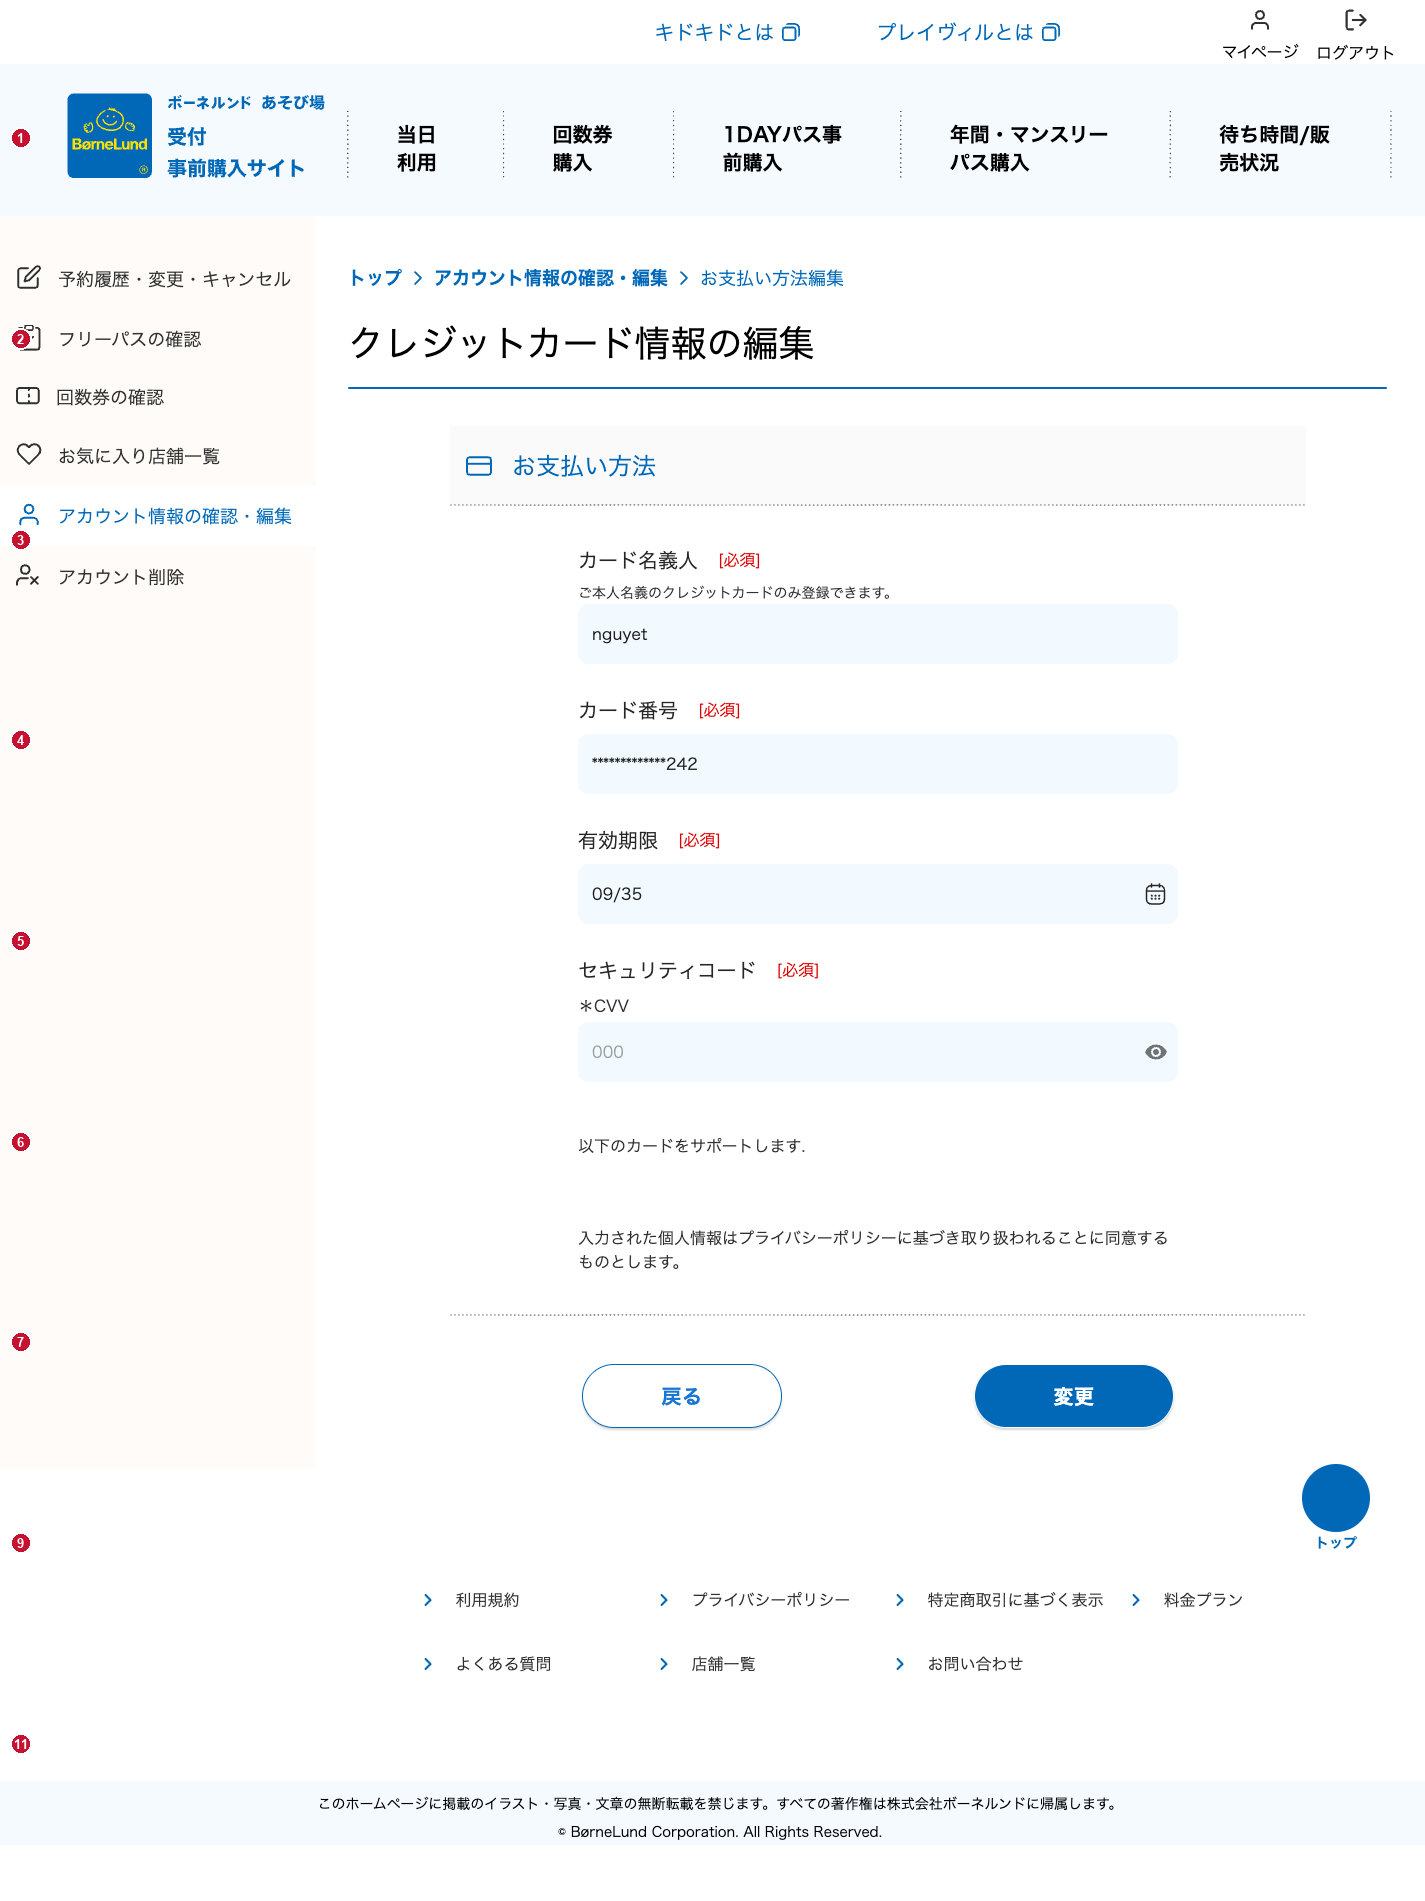 キドキドとは
プレイヴィルとは
マイページ
ログアウト
BørneLund
®
ボーネルンド あそび場
受付
事前購入サイト
当日
利用
回数券
購入
1DAYパス事
前購入
年間・マンスリー
パス購入
待ち時間/販
売状況
1
予約履歴・変更・キャンセル
2
フリーパスの確認
回数券の確認
お気に入り店舗一覧
アカウント情報の確認・編集
3
アカウント削除
4
5
6
7
9
11
トップ > アカウント情報の確認・編集 > お支払い方法編集
クレジットカード情報の編集
お支払い方法
カード名義人 [必須]
ご本人名義のクレジットカードのみ登録できます。
nguyet
カード番号 [必須]
*************242
有効期限 [必須]
09/35
セキュリティコード [必須]
＊CVV
000
以下のカードをサポートします.
入力された個人情報はプライバシーポリシーに基づき取り扱われることに同意する
ものとします。
戻る
変更
トップ
利用規約
プライバシーポリシー
特定商取引に基づく表示
料金プラン
よくある質問
店舗一覧
お問い合わせ
このホームページに掲載のイラスト・写真・文章の無断転載を禁じます。すべての著作権は株式会社ボーネルンドに帰属します。
© BørneLund Corporation. All Rights Reserved.